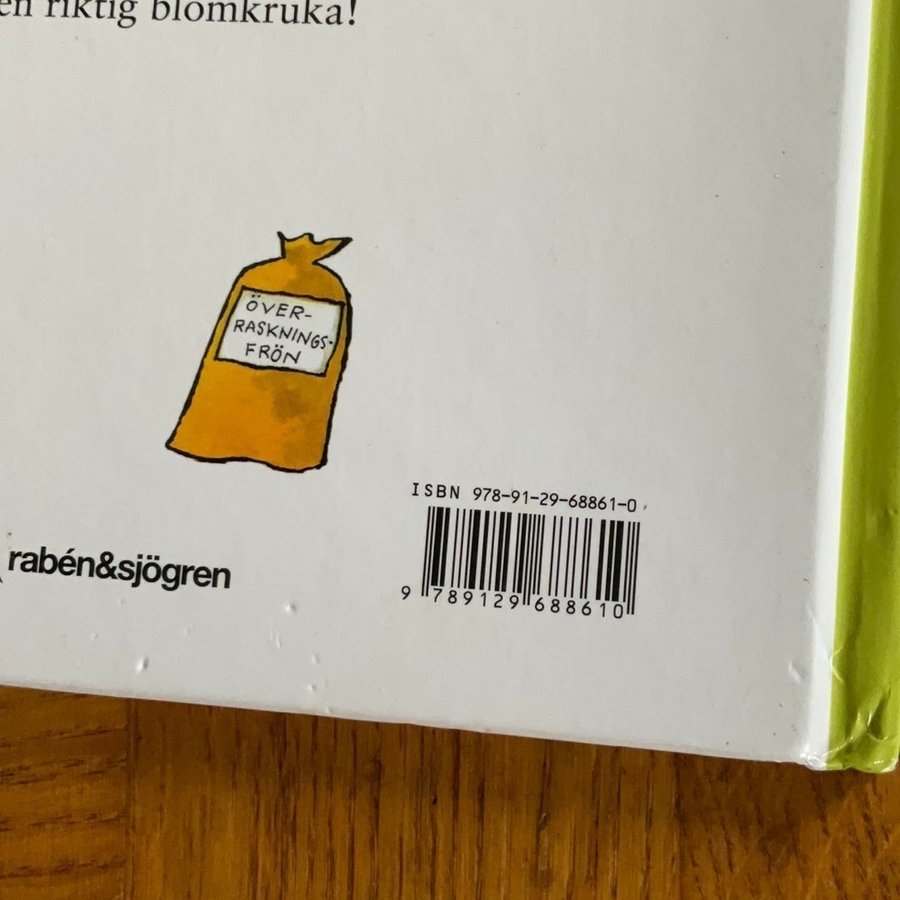 en riktig blomkruka!
ÖVER-
RASKNINGS-
FRÖN
ISBN 978-91-29-68861-0
rabén&sjögren
9 789129 688610